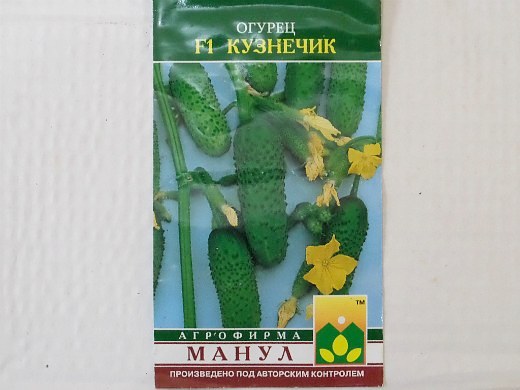 ОГУРЕЦ
F1 КУЗНЕЧИК
TM
АГРОФИРМА
МАНУЛ
ПРОИЗВЕДЕНО ПОД АВТОРСКИМ КОНТРОЛЕМ